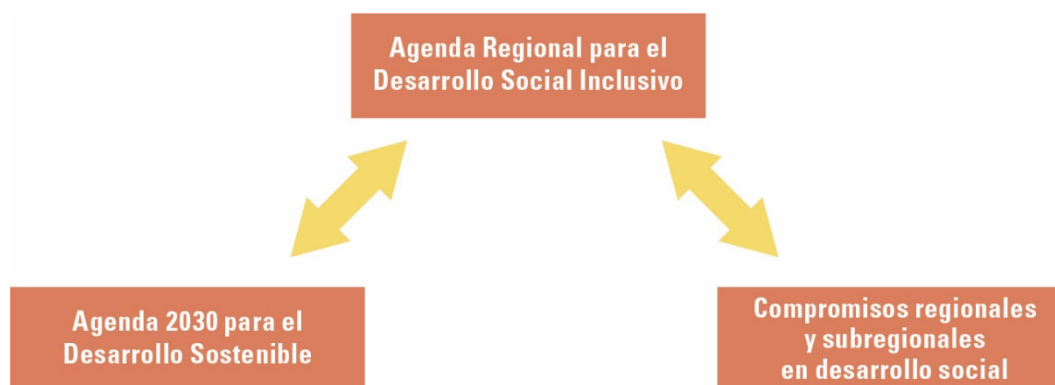 Agenda Regional para el
Desarrollo Social Inclusivo
Agenda 2030 para el
Desarrollo Sostenible
Compromisos regionales
y subregionales
en desarrollo social